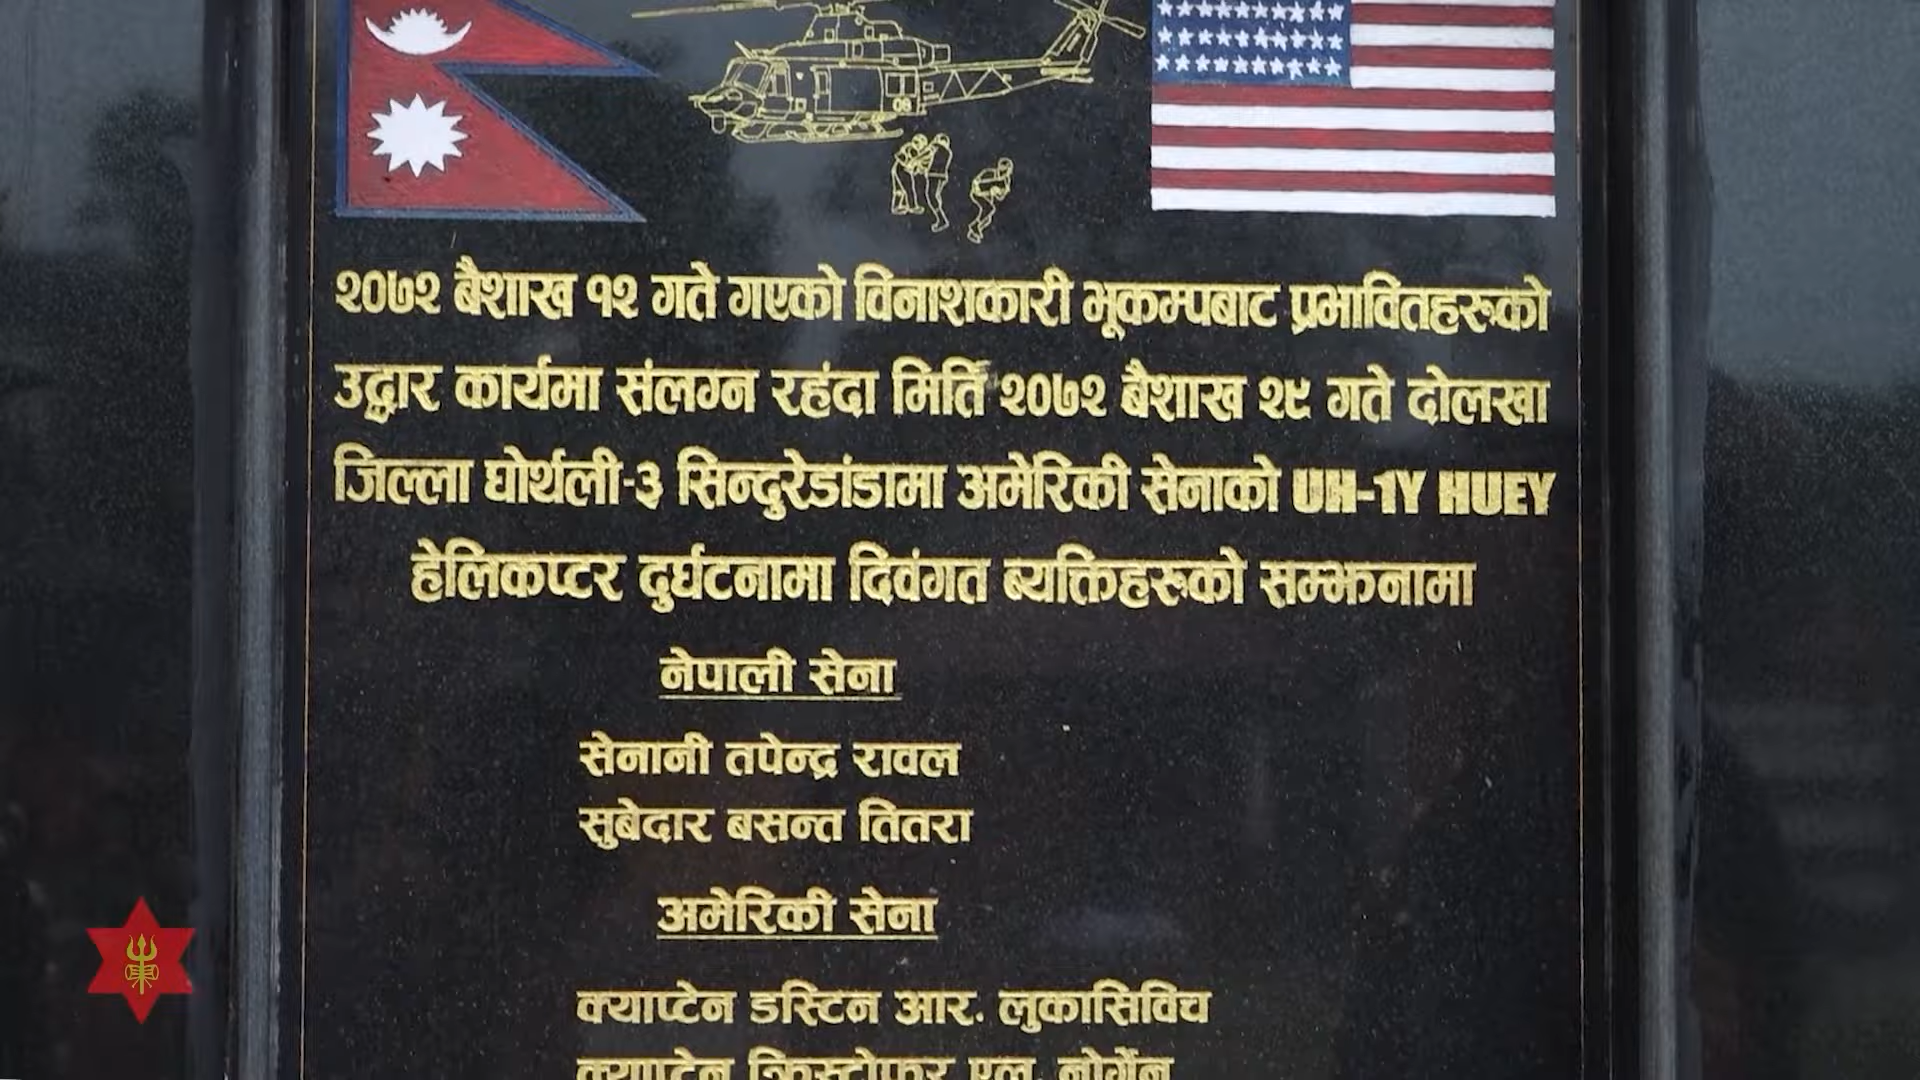 09
२०७२ बैशाख १२ गते गएको विनाशकारी भूकम्पबाट प्रभावितहरुको
उद्धार कार्यमा संलग्न रहंदा मिति २०७२ बैशाख २९ गते दोलखा
जिल्ला घोर्थली-३ सिन्दुरेडांडामा अमेरिकी सेनाको UH-1Y HUEY
हेलिकप्टर दुर्घटनामा दिवंगत ब्यक्तिहरुको सम्झनामा
नेपाली सेना
सेनानी तपेन्द्र रावल
सुबेदार बसन्त तितरा
अमेरिकी सेना
क्याप्टेन डस्टिन आर. लुकासिविच
क्याप्टेन क्रिस्टोफर एल. नोर्गेन